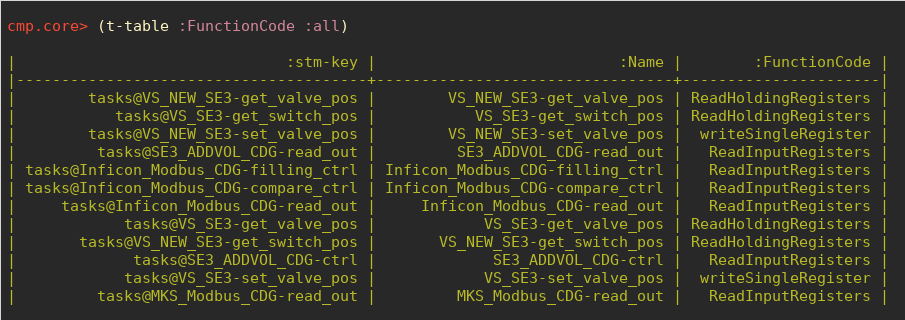 cmp.core> (t-table :FunctionCode :all)
|                              :stm-key |                           :Name |        :FunctionCode |
|---------------------------------------+---------------------------------+----------------------|
|        tasks@VS_NEW_SE3-get_valve_pos |        VS_NEW_SE3-get_valve_pos | ReadHoldingRegisters |
|           tasks@VS_SE3-get_switch_pos |           VS_SE3-get_switch_pos | ReadHoldingRegisters |
|        tasks@VS_NEW_SE3-set_valve_pos |        VS_NEW_SE3-set_valve_pos |  writeSingleRegister |
|         tasks@SE3_ADDVOL_CDG-read_out |         SE3_ADDVOL_CDG-read_out |   ReadInputRegisters |
| tasks@Inficon_Modbus_CDG-filling_ctrl | Inficon_Modbus_CDG-filling_ctrl |   ReadInputRegisters |
| tasks@Inficon_Modbus_CDG-compare_ctrl | Inficon_Modbus_CDG-compare_ctrl |   ReadInputRegisters |
|     tasks@Inficon_Modbus_CDG-read_out |     Inficon_Modbus_CDG-read_out |   ReadInputRegisters |
|            tasks@VS_SE3-get_valve_pos |            VS_SE3-get_valve_pos | ReadHoldingRegisters |
|       tasks@VS_NEW_SE3-get_switch_pos |       VS_NEW_SE3-get_switch_pos | ReadHoldingRegisters |
|             tasks@SE3_ADDVOL_CDG-ctrl |             SE3_ADDVOL_CDG-ctrl |   ReadInputRegisters |
|            tasks@VS_SE3-set_valve_pos |            VS_SE3-set_valve_pos |  writeSingleRegister |
|         tasks@MKS_Modbus_CDG-read_out |         MKS_Modbus_CDG-read_out |   ReadInputRegisters |